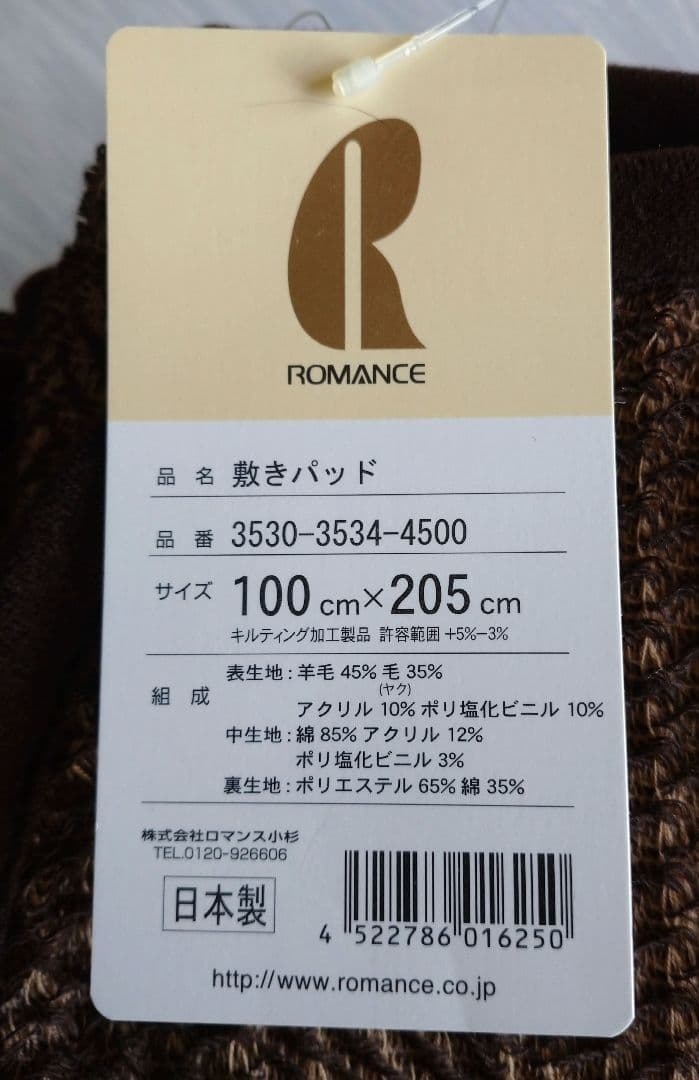 ROMANCE
品名 敷きパッド
品番 3530-3534-4500
サイズ 100cm×205cm
キルティング加工製品 許容範囲+5%-3%
組成 表生地:羊毛 45% 毛 35%
(ヤク)
アクリル 10% ポリ塩化ビニル 10%
中生地:綿 85% アクリル 12%
ポリ塩化ビニル 3%
裏生地:ポリエステル 65% 綿 35%
株式会社ロマンス小杉
TEL.0120-926606
日本製
4 522786 016250
http://www.romance.co.jp